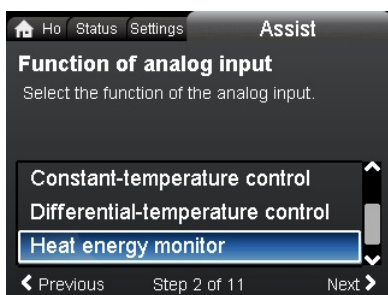 Ho Status Settings Assist
Function of analog input
Select the function of the analog input.
Constant-temperature control
Differential-temperature control
Heat energy monitor
Previous Step 2 of 11 Next